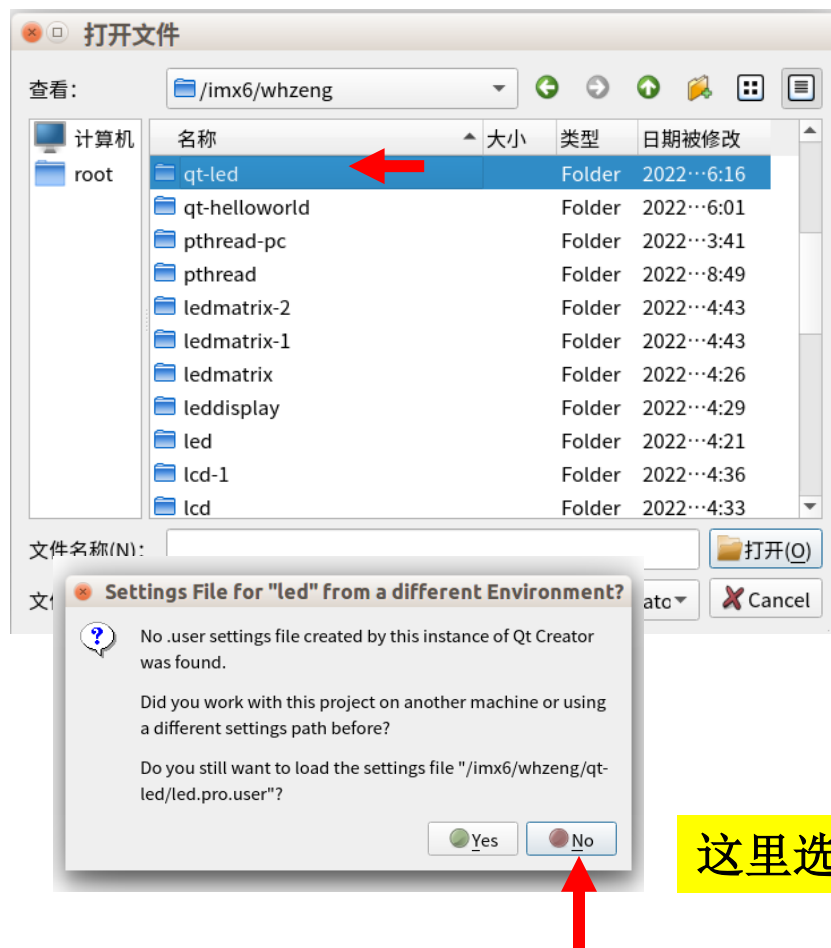 打开文件
查看:
/imx6/whzeng
计算机
root
名称 大小 类型 日期被修改
qt-led Folder 2022…6:16
qt-helloworld Folder 2022…6:01
pthread-pc Folder 2022…3:41
pthread Folder 2022…8:49
ledmatrix-2 Folder 2022…4:43
ledmatrix-1 Folder 2022…4:43
ledmatrix Folder 2022…4:26
leddisplay Folder 2022…4:29
led Folder 2022…4:21
lcd-1 Folder 2022…4:36
lcd Folder 2022…4:33
文件名称(N): 打开(O)
文 Cancel
Settings File for "led" from a different Environment?
No .user settings file created by this instance of Qt Creator
was found.
Did you work with this project on another machine or using
a different settings path before?
Do you still want to load the settings file "/imx6/whzeng/qt-
led/led.pro.user"?
Yes No
这里选